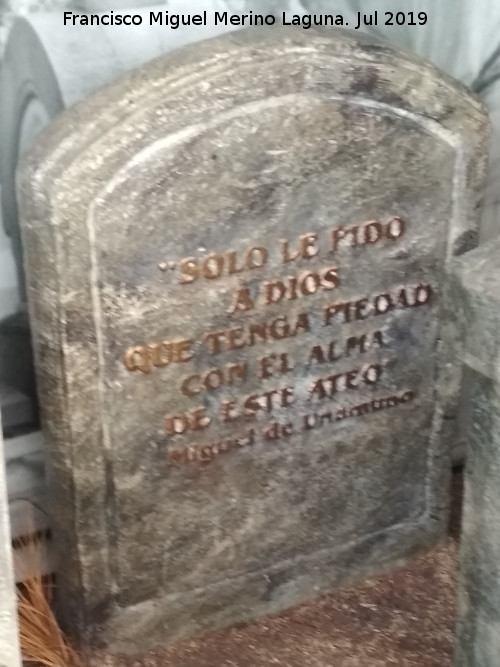 Francisco Miguel Merino Laguna. Jul 2019
"SOLO LE PIDO
A DIOS
QUE TENGA PIEDAD
CON EL ALMA
DE ESTE ATEO"
Miguel de Unamuno